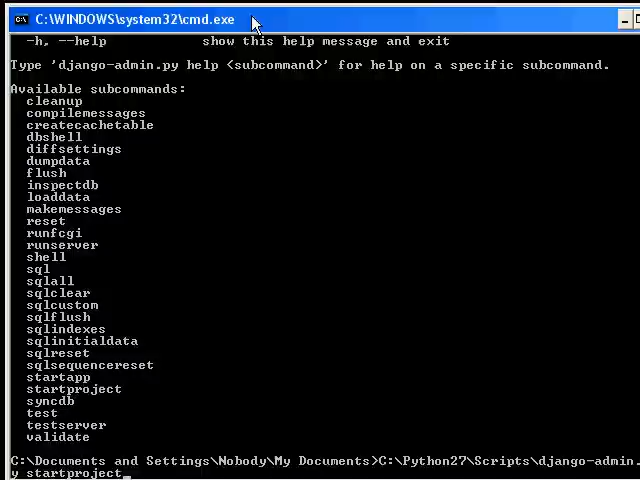 C:\WINDOWS\system32\cmd.exe
-h, --help show this help message and exit
Type 'django-admin.py help <subcommand>' for help on a specific subcommand.
Available subcommands:
cleanup
compilemessages
createcachetable
dbshell
diffsettings
dumpdata
flush
inspectdb
loaddata
makemessages
reset
runfcgi
runserver
shell
sql
sqlall
sqlclear
sqlcustom
sqlflush
sqlindexes
sqlinitialdata
sqlreset
sqlsequencereset
startapp
startproject
syncdb
test
testserver
validate
C:\Documents and Settings\Nobody\My Documents>C:\Python27\Scripts\django-admin.
y startproject_